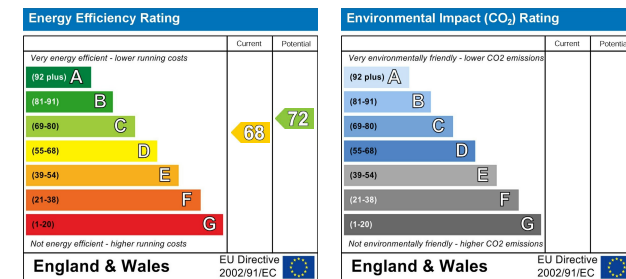 Energy Efficiency Rating
Current Potential
Very energy efficient - lower running costs
(92 plus) A
(81-91) B
(69-80) C
(55-68) D
(39-54) E
(21-38) F
(1-20) G
68
72
Not energy efficient - higher running costs
England & Wales
EU Directive
2002/91/EC
Environmental Impact (CO₂) Rating
Current Potential
Very environmentally friendly - lower CO2 emissions
(92 plus) A
(81-91) B
(69-80) C
(55-68) D
(39-54) E
(21-38) F
(1-20) G
Not environmentally friendly - higher CO2 emissions
England & Wales
EU Directive
2002/91/EC